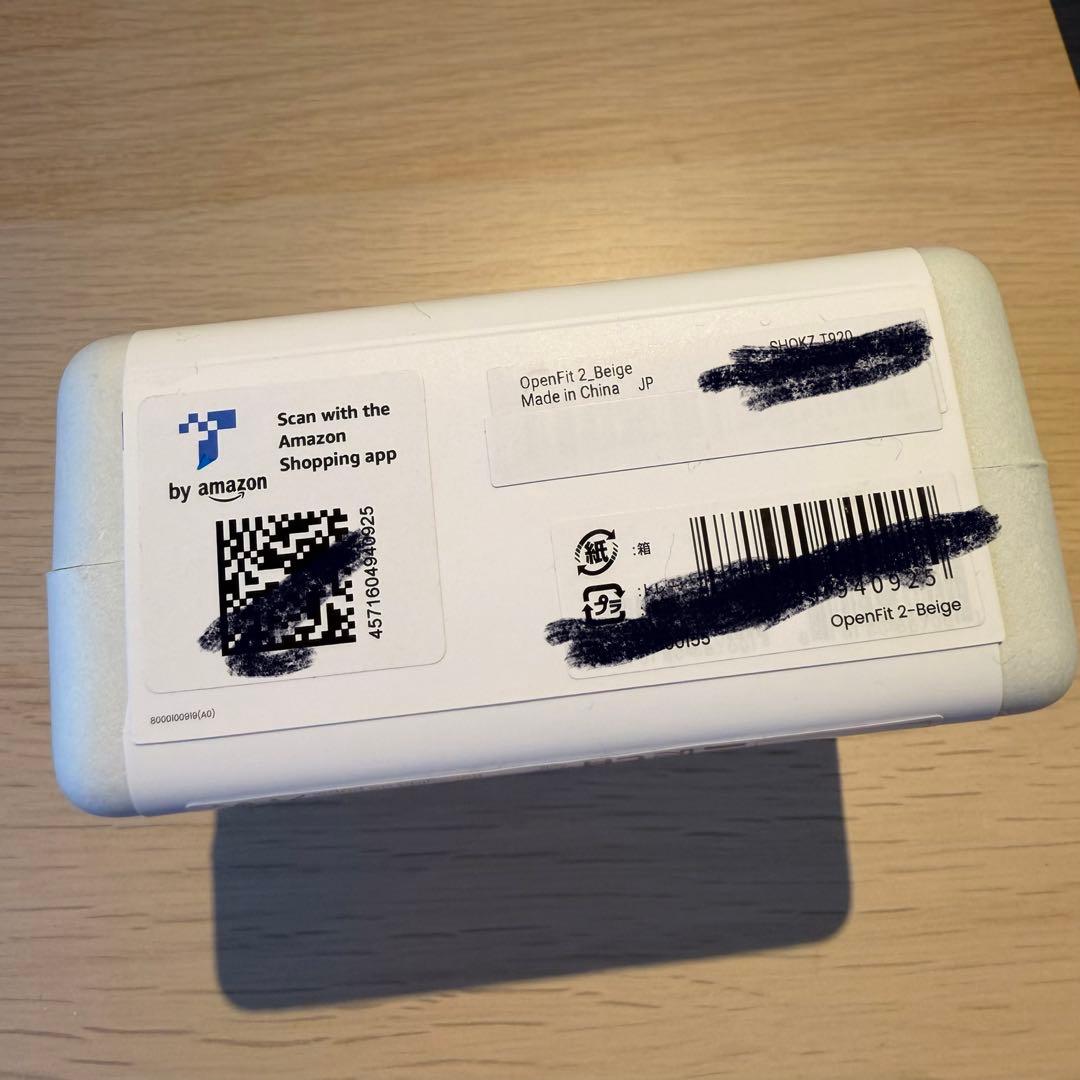 Scan with the
Amazon
Shopping app
by amazon
4571604940925
8000100919(A0)
SHOKZ T920
OpenFit 2_Beige
Made in China JP
紙
:箱
プラ
940925
OpenFit 2-Beige